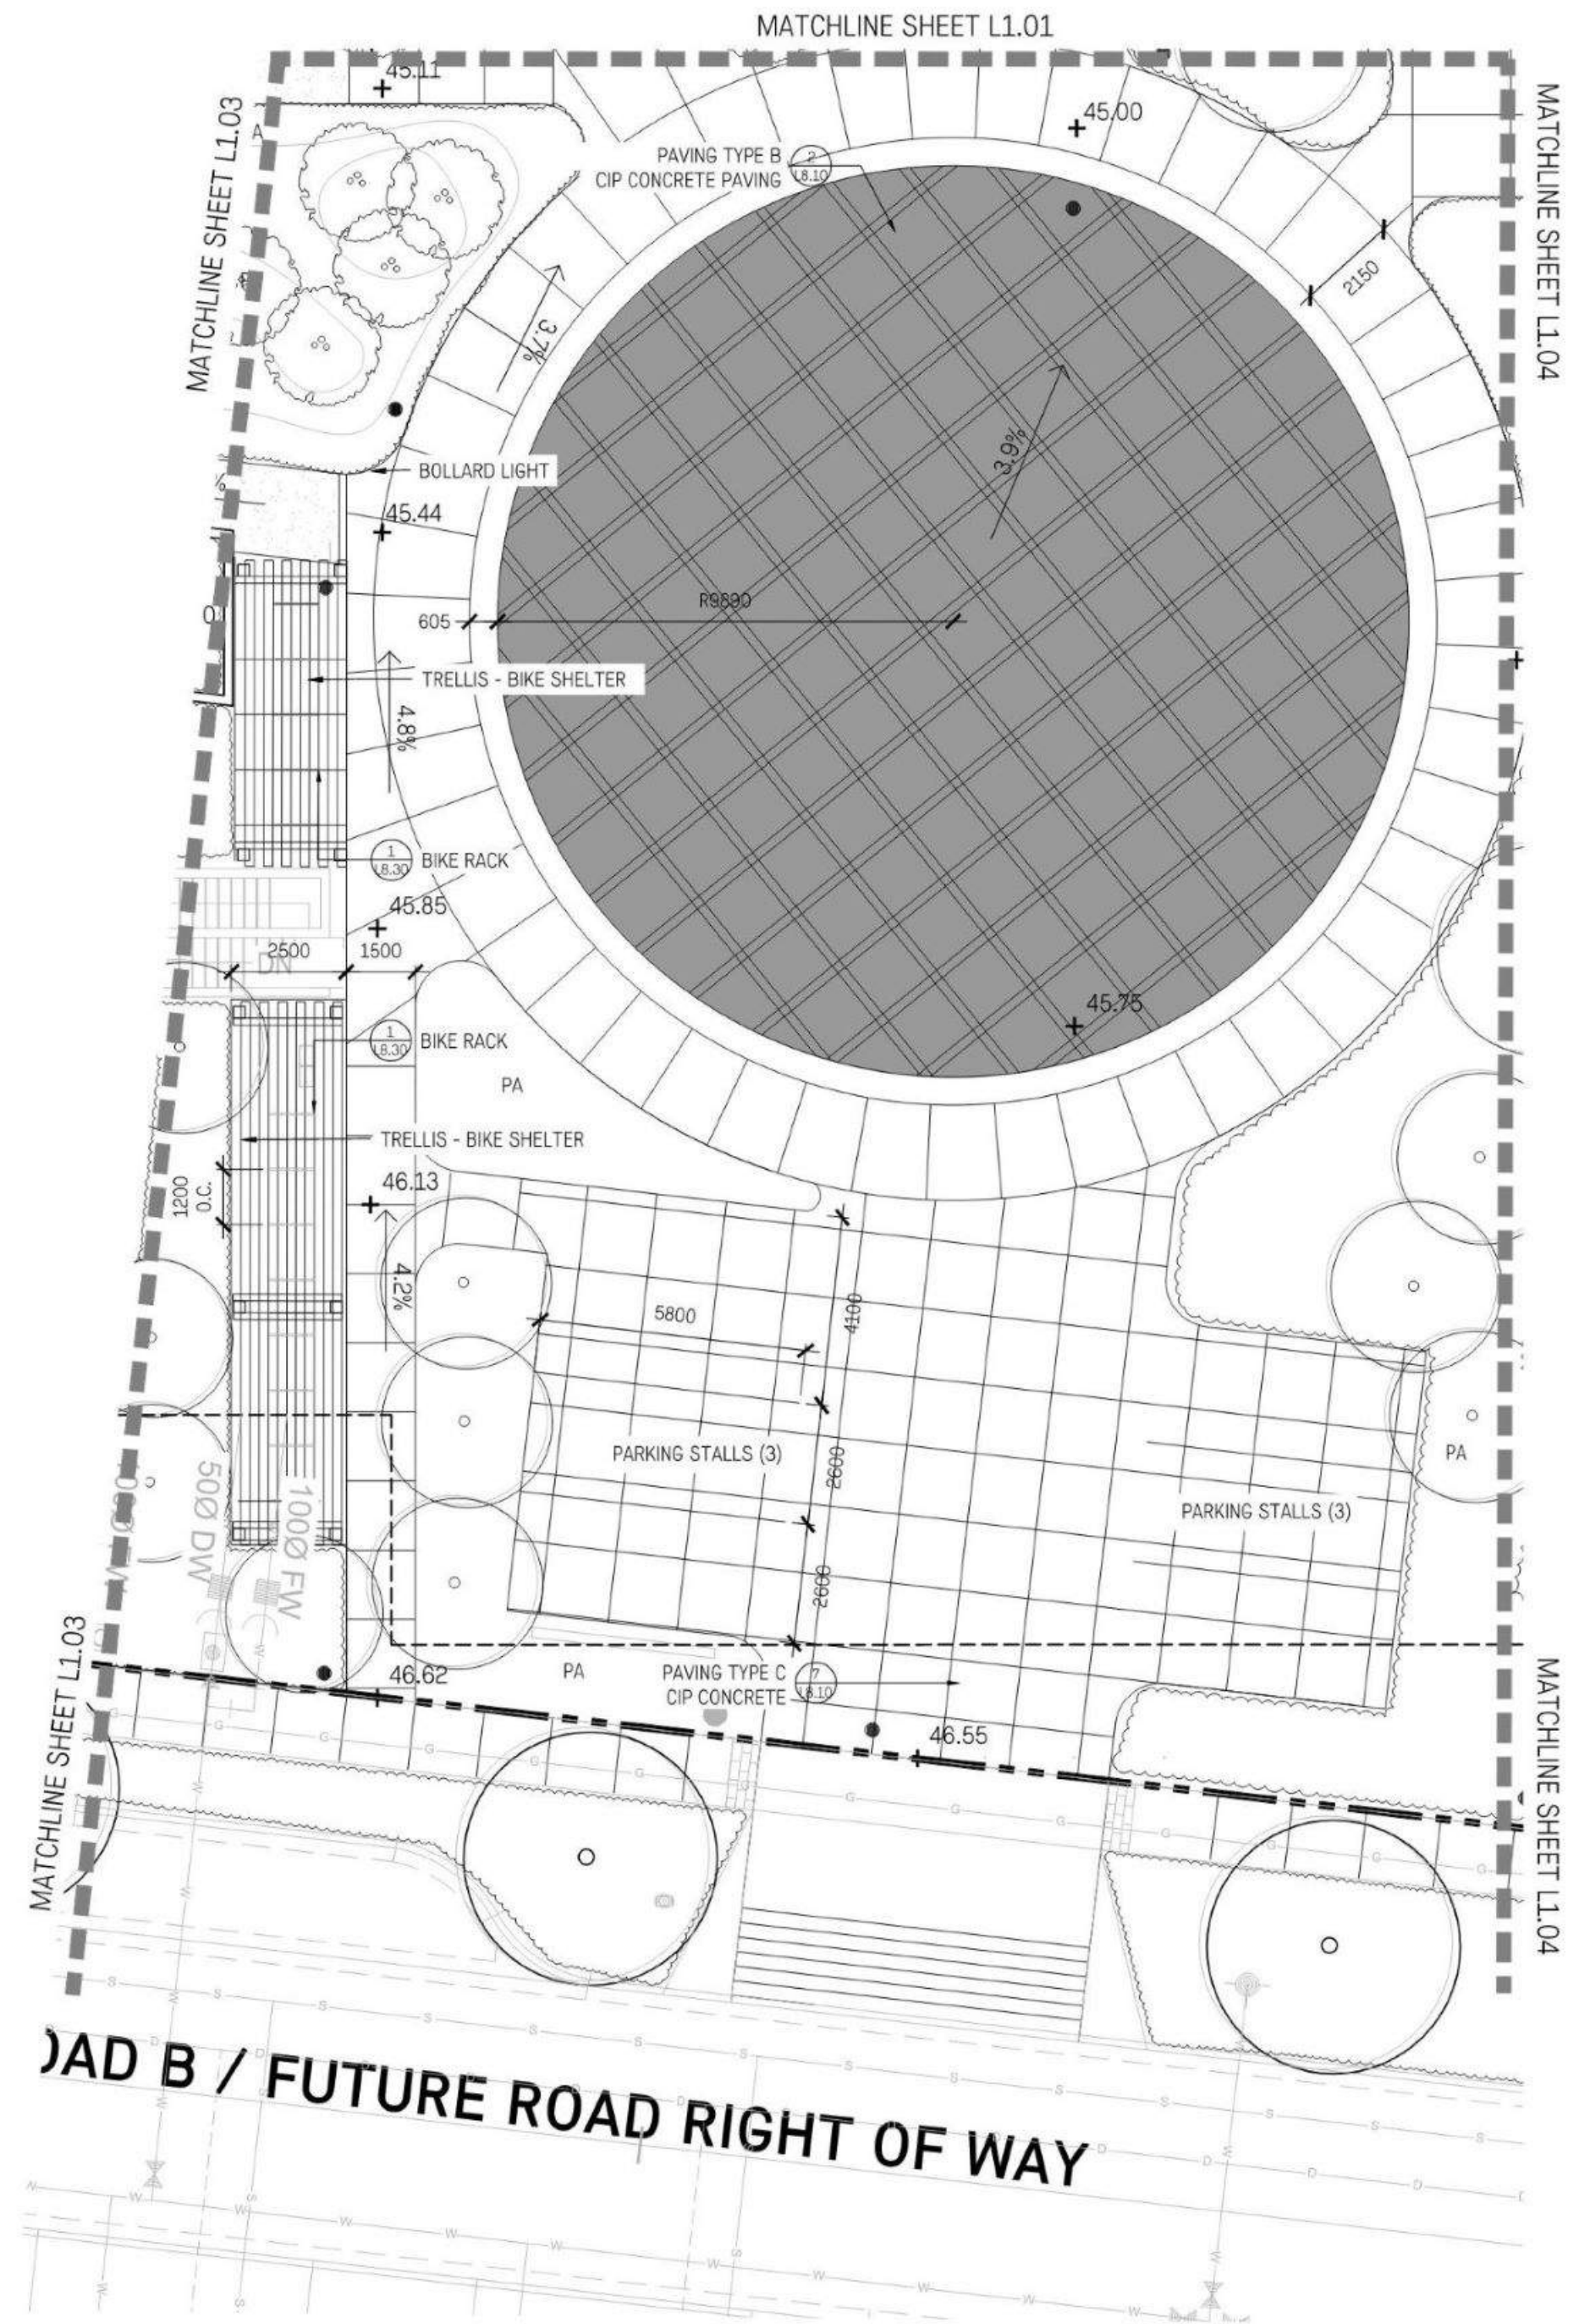 MATCHLINE SHEET L1.01
MATCHLINE SHEET L1.03
MATCHLINE SHEET L1.04
45.11
45.00
A
PAVING TYPE B
CIP CONCRETE PAVING
2
L8.10
2150
3.7%
3.9%
BOLLARD LIGHT
45.44
R9890
605
TRELLIS - BIKE SHELTER
4.8%
1
L8.30
BIKE RACK
45.85
2500
1500
DN
45.75
1
L8.30
BIKE RACK
PA
TRELLIS - BIKE SHELTER
1200
O.C.
46.13
4.2%
5800
4100
PARKING STALLS (3)
2600
PA
PARKING STALLS (3)
2600
50Ø DW
100Ø FW
46.62
PA
PAVING TYPE C
CIP CONCRETE
7
L8.10
46.55
MATCHLINE SHEET L1.03
MATCHLINE SHEET L1.04
OAD B / FUTURE ROAD RIGHT OF WAY